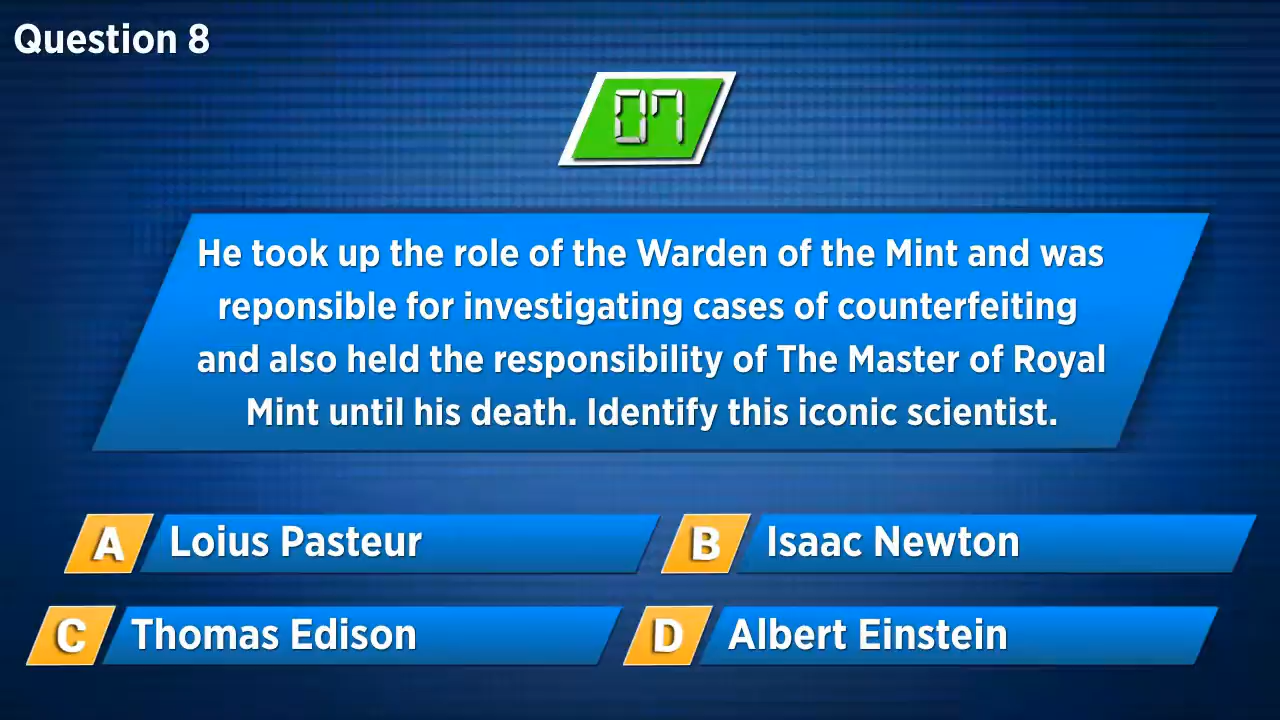 Question 8
07
He took up the role of the Warden of the Mint and was
reponsible for investigating cases of counterfeiting
and also held the responsibility of The Master of Royal
Mint until his death. Identify this iconic scientist.
A Loius Pasteur
B Isaac Newton
C Thomas Edison
D Albert Einstein